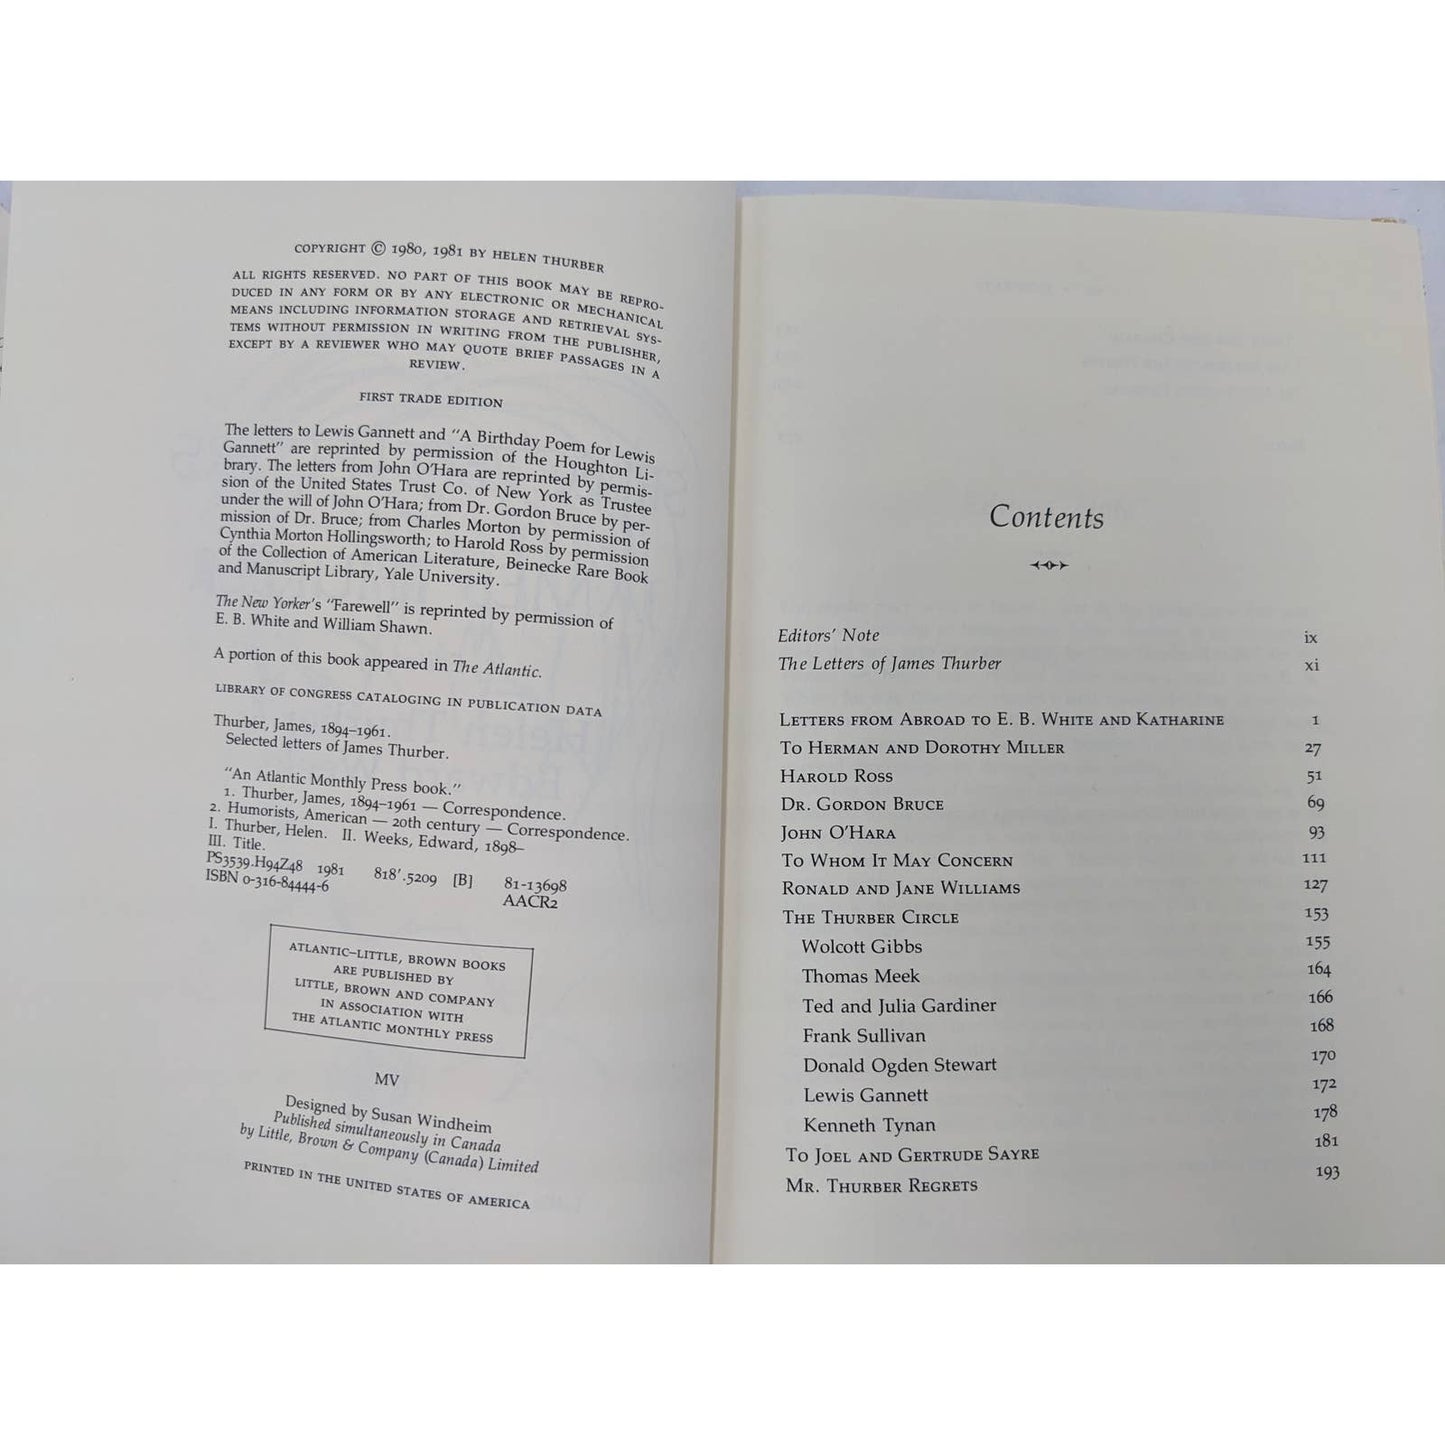 COPYRIGHT © 1980, 1981 BY HELEN THURBER
ALL RIGHTS RESERVED. NO PART OF THIS BOOK MAY BE REPRO-
DUCED IN ANY FORM OR BY ANY ELECTRONIC OR MECHANICAL
MEANS INCLUDING INFORMATION STORAGE AND RETRIEVAL SYS-
TEMS WITHOUT PERMISSION IN WRITING FROM THE PUBLISHER,
EXCEPT BY A REVIEWER WHO MAY QUOTE BRIEF PASSAGES IN A
REVIEW.
FIRST TRADE EDITION
The letters to Lewis Gannett and "A Birthday Poem for Lewis
Gannett" are reprinted by permission of the Houghton Li-
brary. The letters from John O'Hara are reprinted by permis-
sion of the United States Trust Co. of New York as Trustee
under the will of John O'Hara; from Dr. Gordon Bruce by per-
mission of Dr. Bruce; from Charles Morton by permission of
Cynthia Morton Hollingsworth; to Harold Ross by permission
of the Collection of American Literature, Beinecke Rare Book
and Manuscript Library, Yale University.
The New Yorker's "Farewell" is reprinted by permission of
E. B. White and William Shawn.
A portion of this book appeared in The Atlantic.
LIBRARY OF CONGRESS CATALOGING IN PUBLICATION DATA
Thurber, James, 1894–1961.
Selected letters of James Thurber.
"An Atlantic Monthly Press book."
1. Thurber, James, 1894–1961 — Correspondence.
2. Humorists, American — 20th century — Correspondence.
I. Thurber, Helen. II. Weeks, Edward, 1898–
III. Title.
PS3539.H94Z48 1981 818'.5209 [B] 81-13698
ISBN 0-316-84444-6 AACR2
ATLANTIC–LITTLE, BROWN BOOKS
ARE PUBLISHED BY
LITTLE, BROWN AND COMPANY
IN ASSOCIATION WITH
THE ATLANTIC MONTHLY PRESS
MV
Designed by Susan Windheim
Published simultaneously in Canada
by Little, Brown & Company (Canada) Limited
PRINTED IN THE UNITED STATES OF AMERICA
Contents
Editors' Note ix
The Letters of James Thurber xi
LETTERS FROM ABROAD TO E. B. WHITE AND KATHARINE 1
TO HERMAN AND DOROTHY MILLER 27
HAROLD ROSS 51
DR. GORDON BRUCE 69
JOHN O'HARA 93
TO WHOM IT MAY CONCERN 111
RONALD AND JANE WILLIAMS 127
THE THURBER CIRCLE 153
Wolcott Gibbs 155
Thomas Meek 164
Ted and Julia Gardiner 166
Frank Sullivan 168
Donald Ogden Stewart 170
Lewis Gannett 172
Kenneth Tynan 178
TO JOEL AND GERTRUDE SAYRE 181
MR. THURBER REGRETS 193